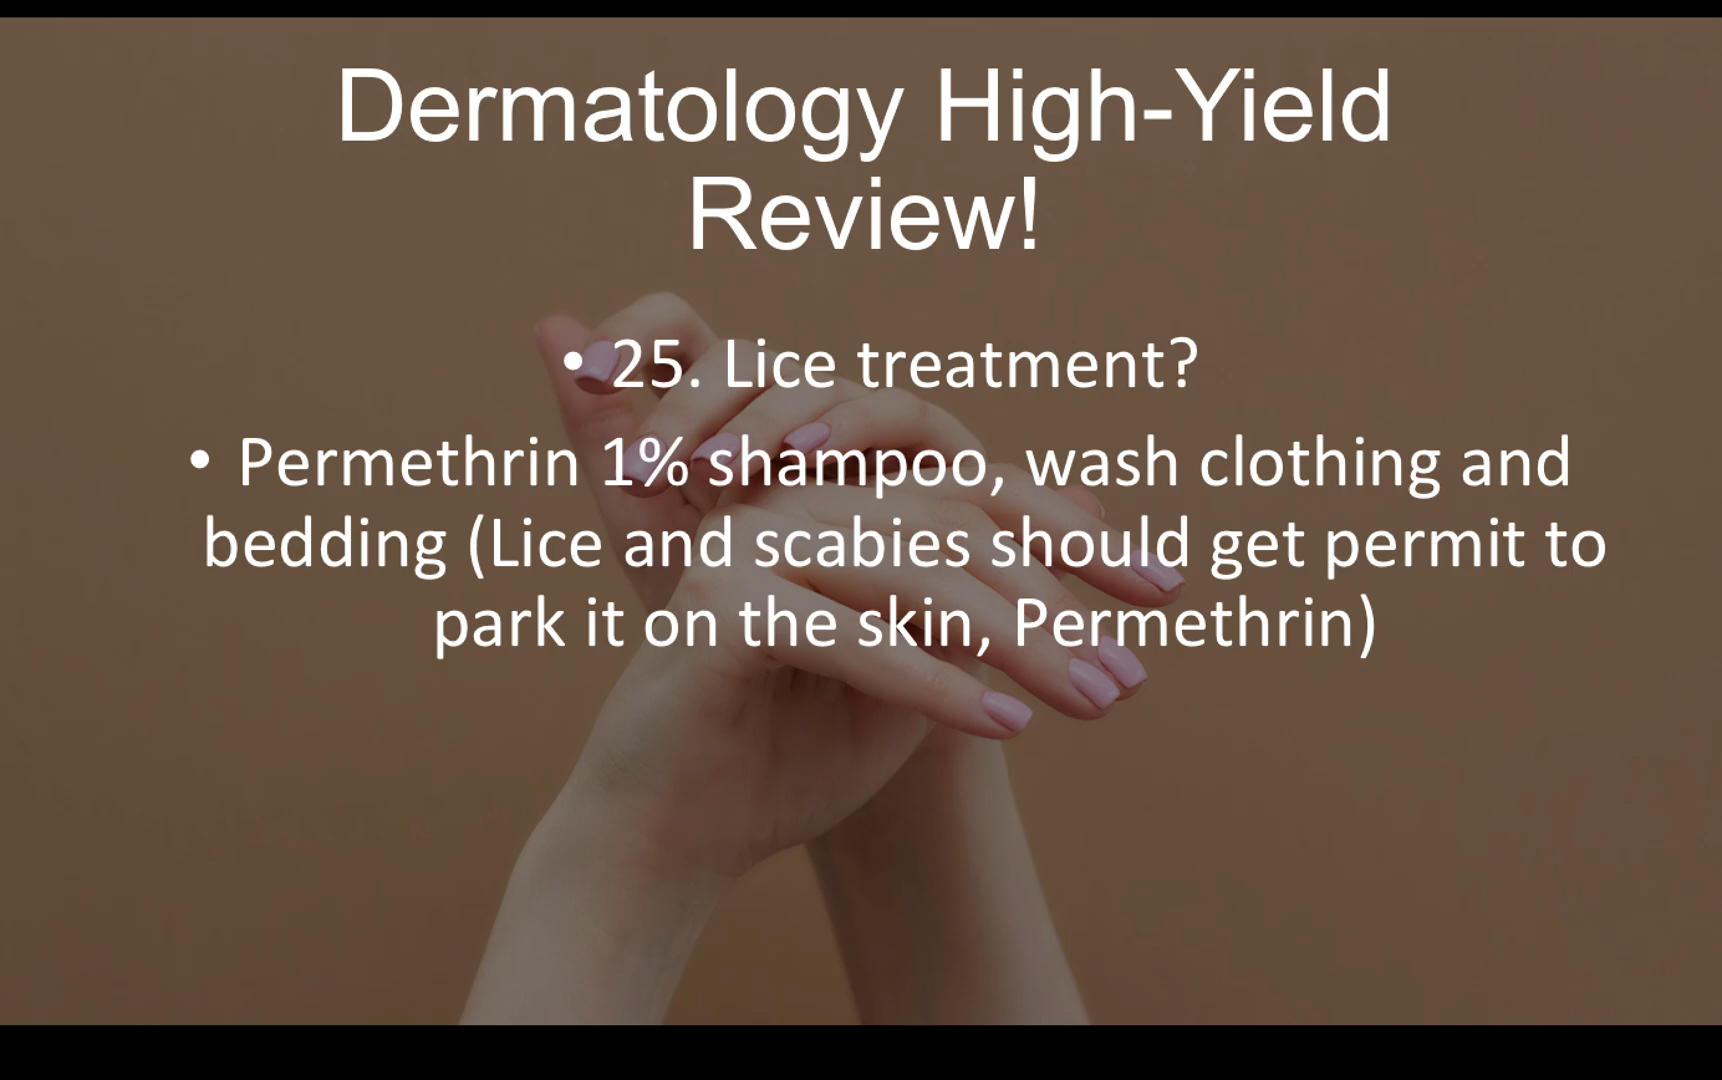 Dermatology High-Yield
Review!
• 25. Lice treatment?
• Permethrin 1% shampoo, wash clothing and
bedding (Lice and scabies should get permit to
park it on the skin, Permethrin)